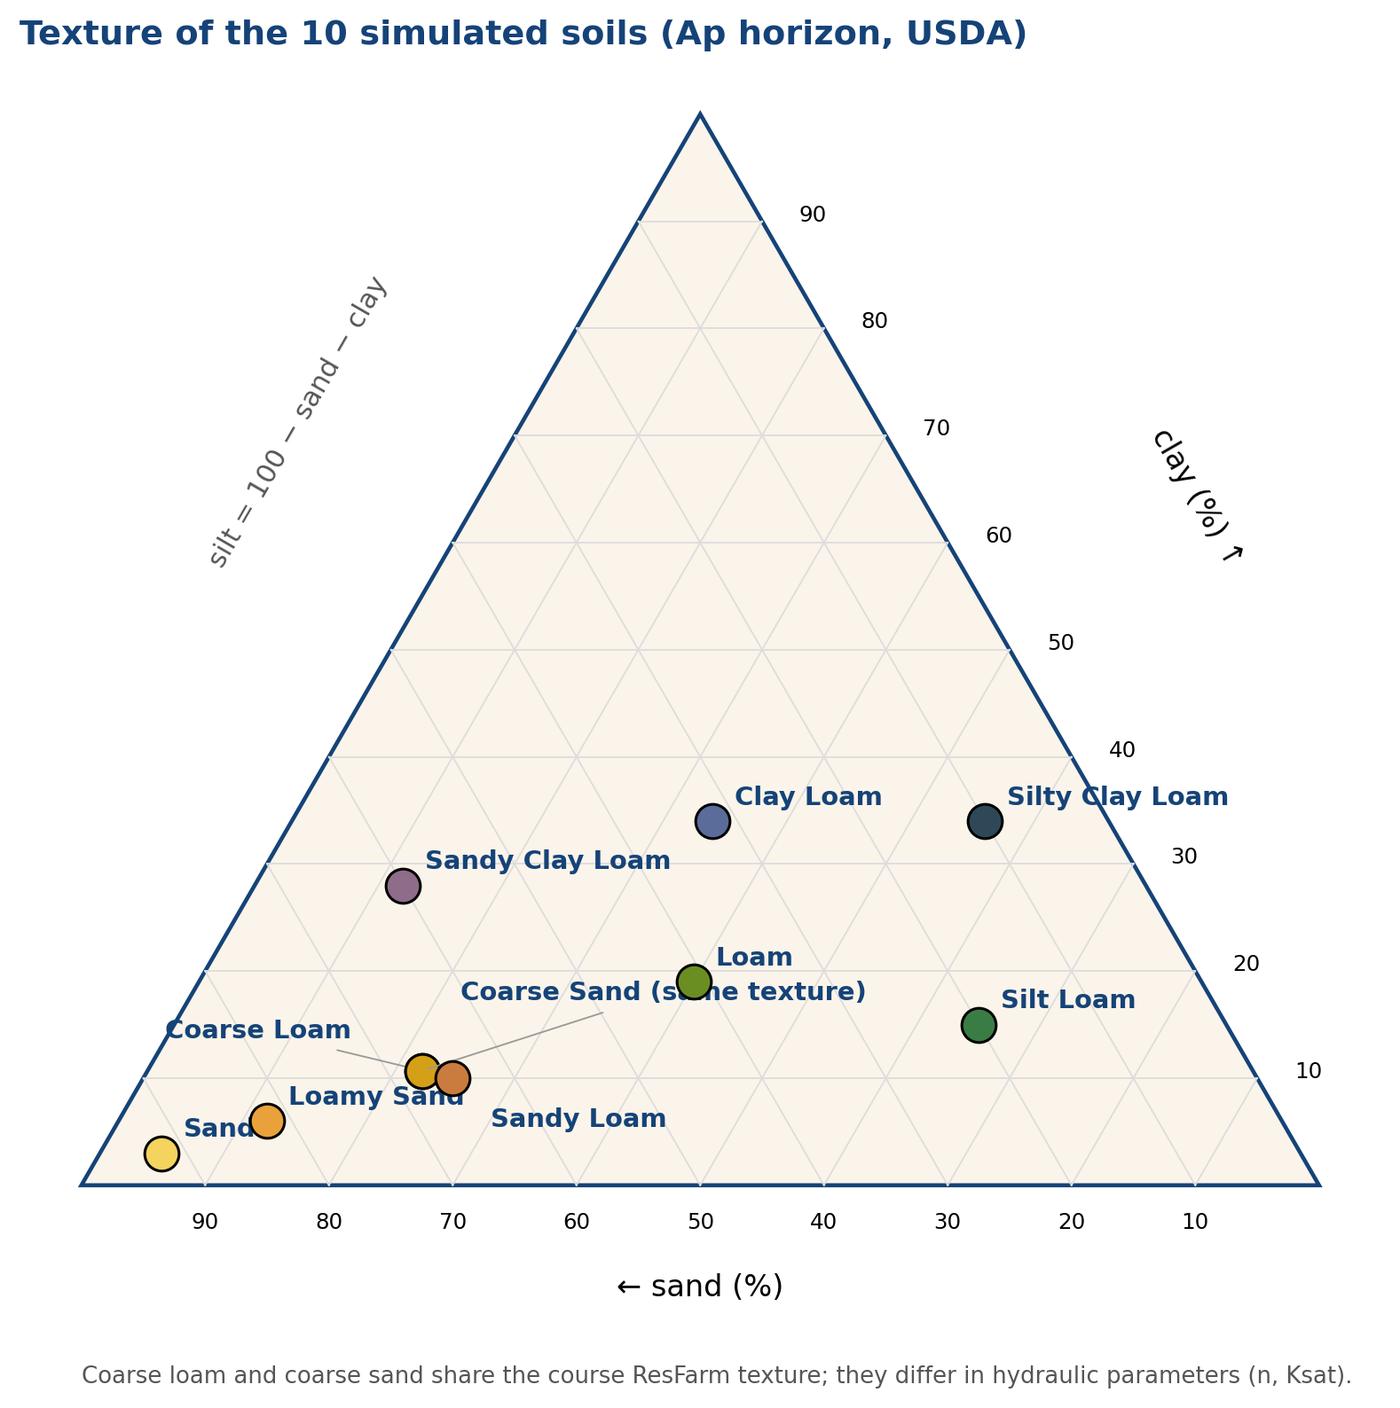 Texture of the 10 simulated soils (Ap horizon, USDA)
90
80
silt = 100 − sand − clay
70
clay (%) ↑
60
50
40
Clay Loam
Silty Clay Loam
30
Sandy Clay Loam
20
Loam
Coarse Sand (same texture)
Silt Loam
Coarse Loam
10
Loamy Sand
Sandy Loam
Sand
90 80 70 60 50 40 30 20 10
← sand (%)
Coarse loam and coarse sand share the course ResFarm texture; they differ in hydraulic parameters (n, Ksat).